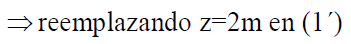 ⇒reemplazando z=2m en (1´)